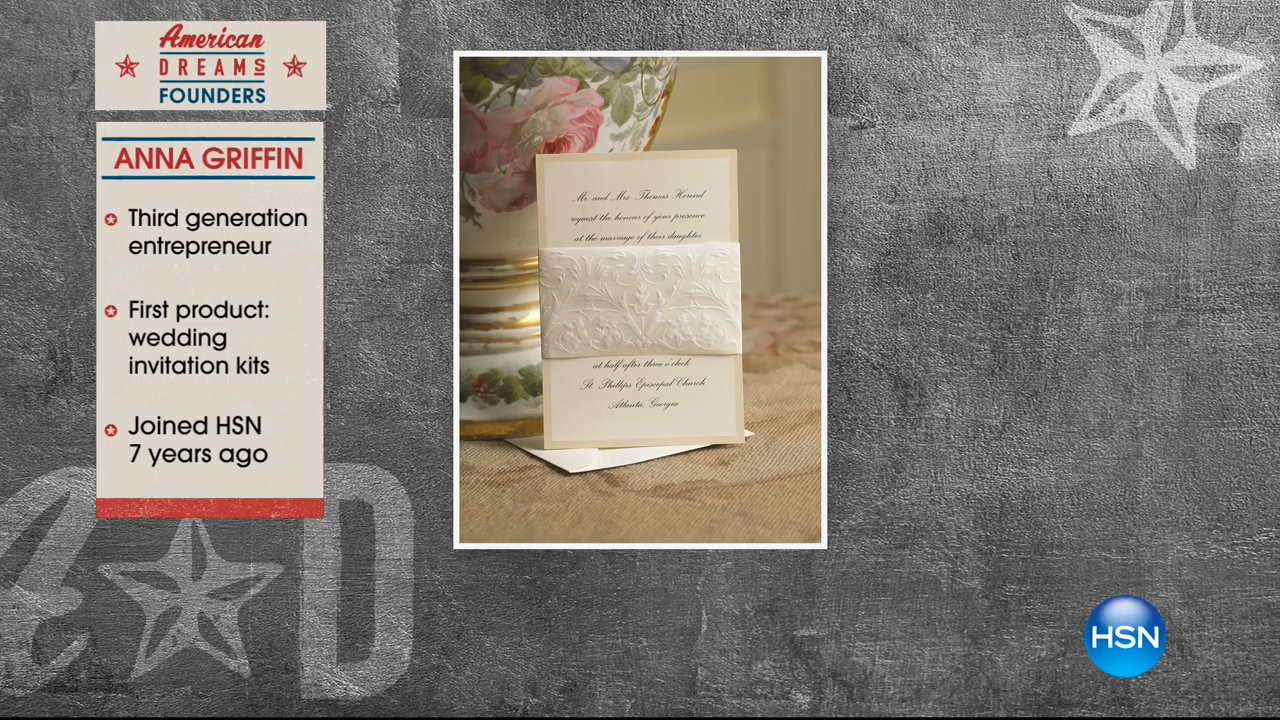 American
DREAMS
FOUNDERS
ANNA GRIFFIN
Third generation
entrepreneur
First product:
wedding
invitation kits
Joined HSN
7 years ago
Mr. and Mrs. Thomas Herend
request the honour of your presence
at the marriage of their daughter
at half after three o'clock
St. Phillips Episcopal Church
Atlanta, Georgia
D
HSN